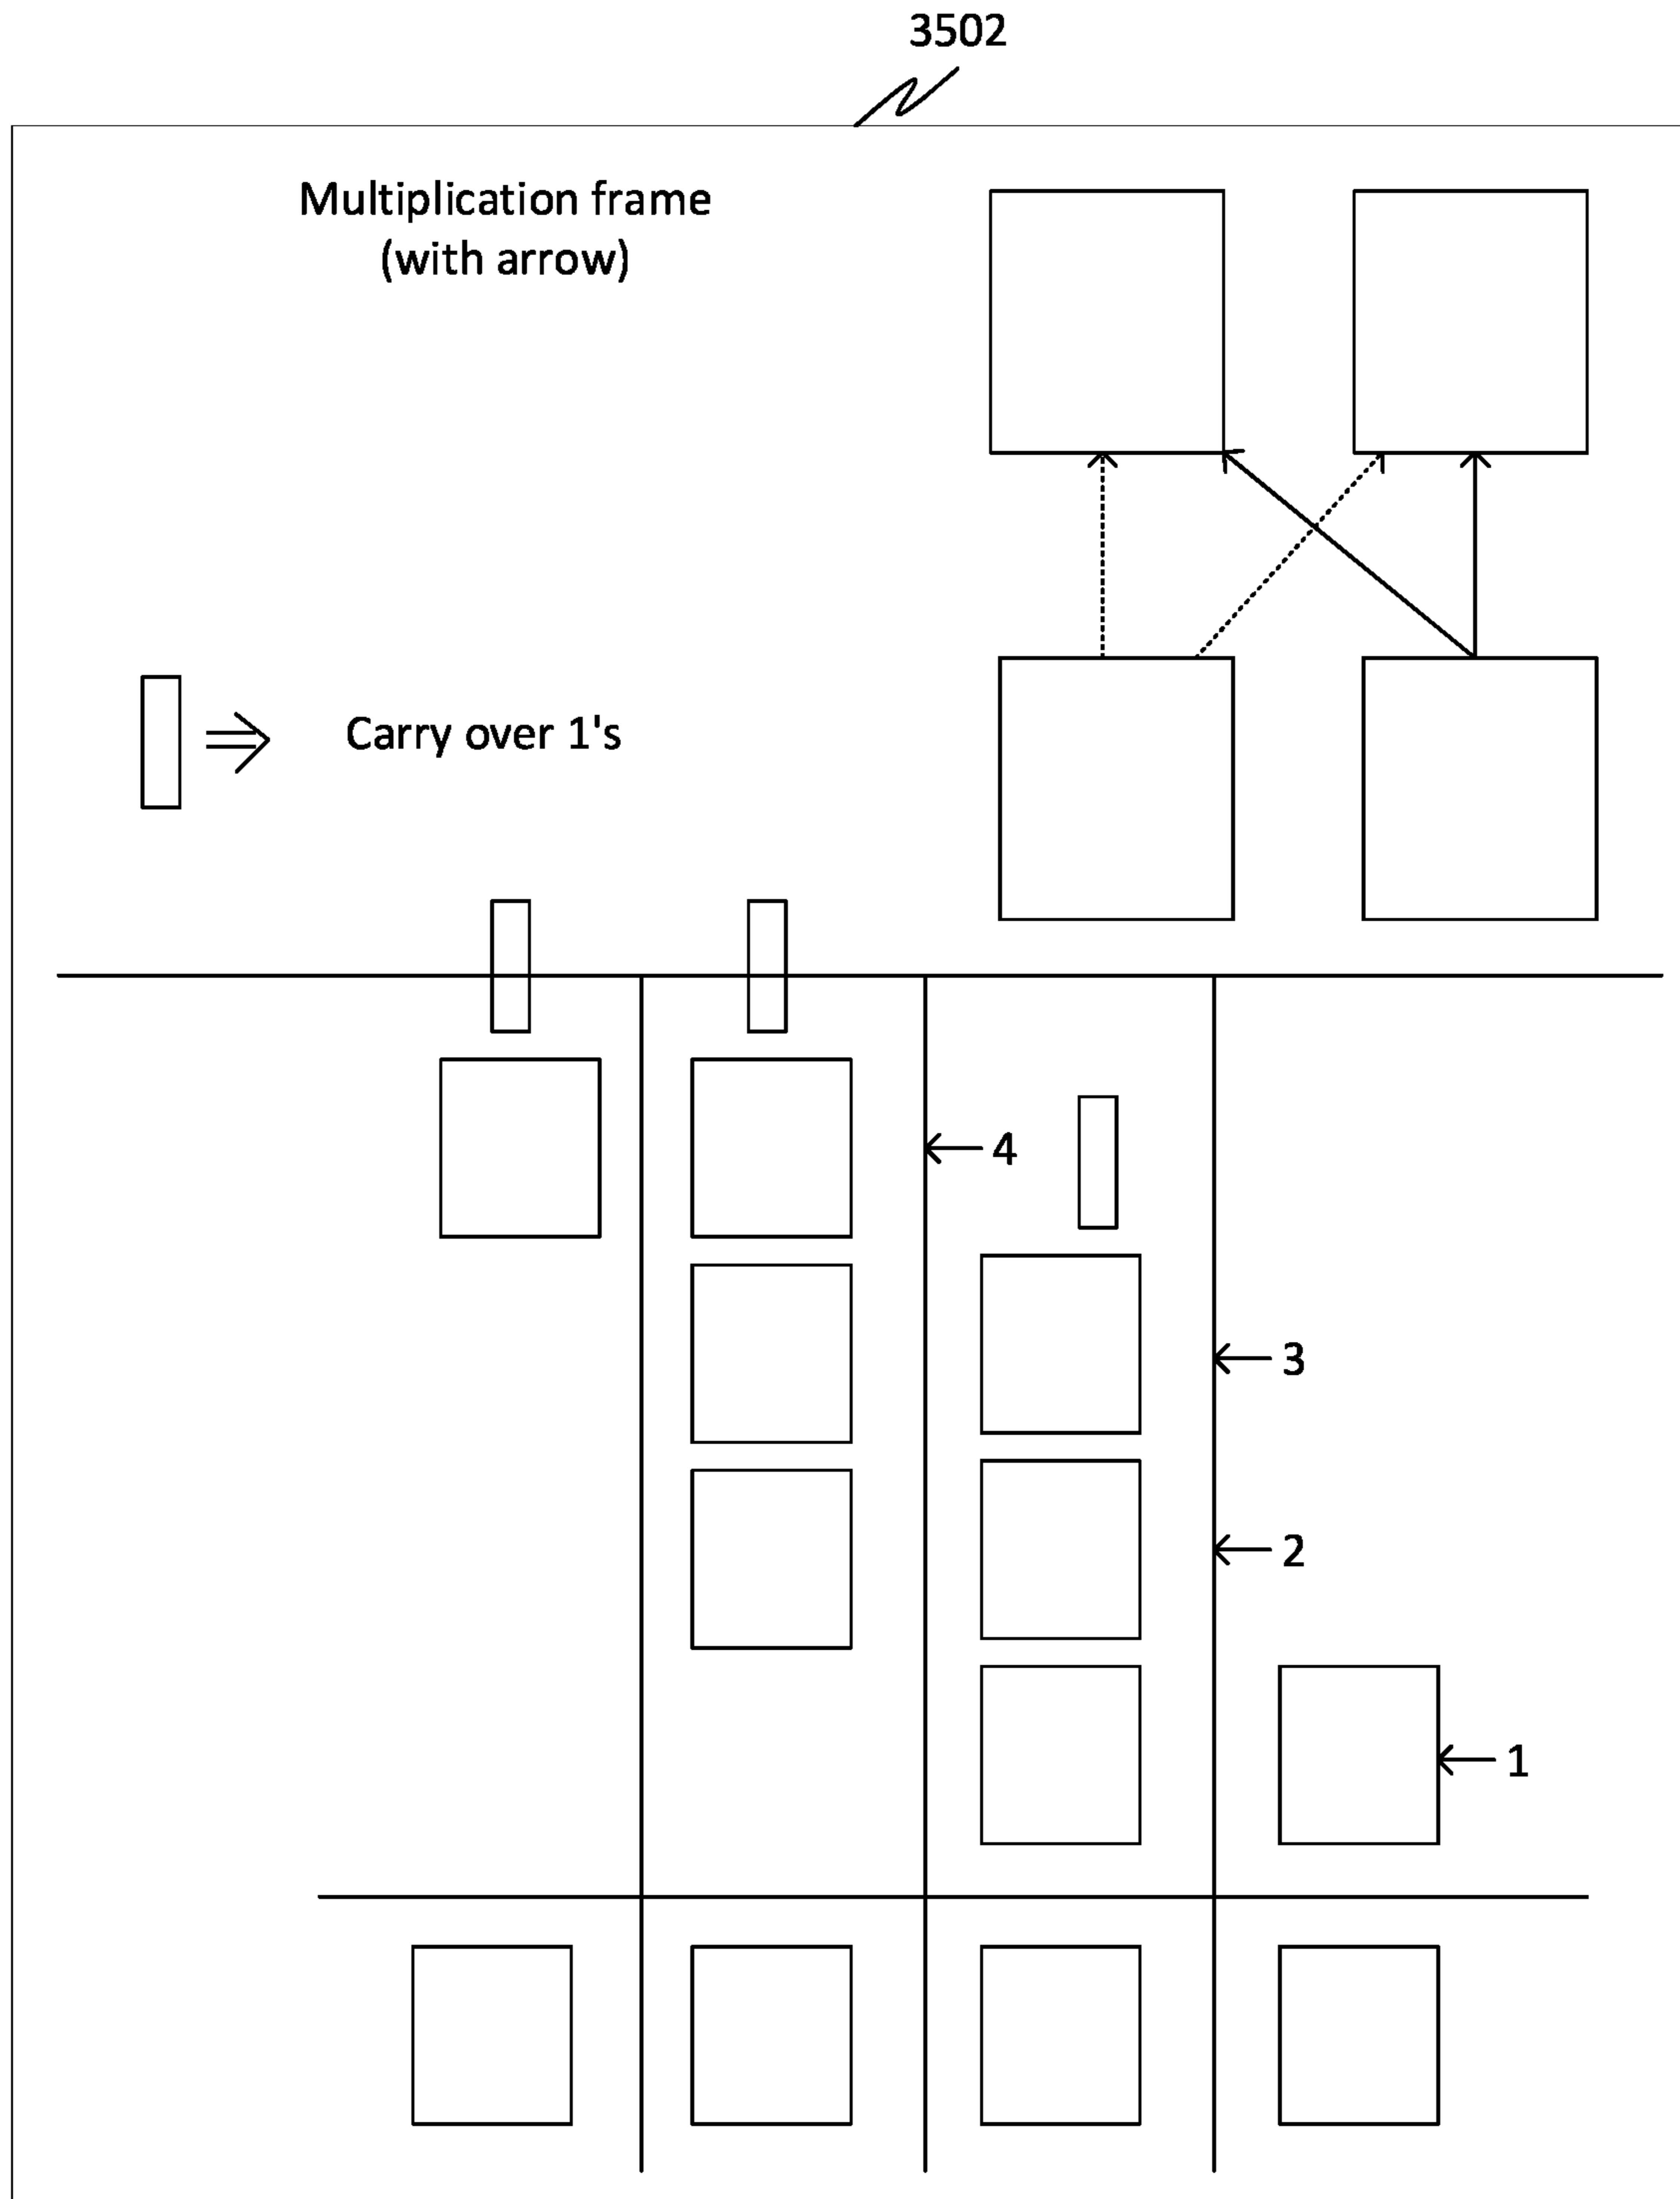 3502
Multiplication frame
(with arrow)
Carry over 1's
4
3
2
1